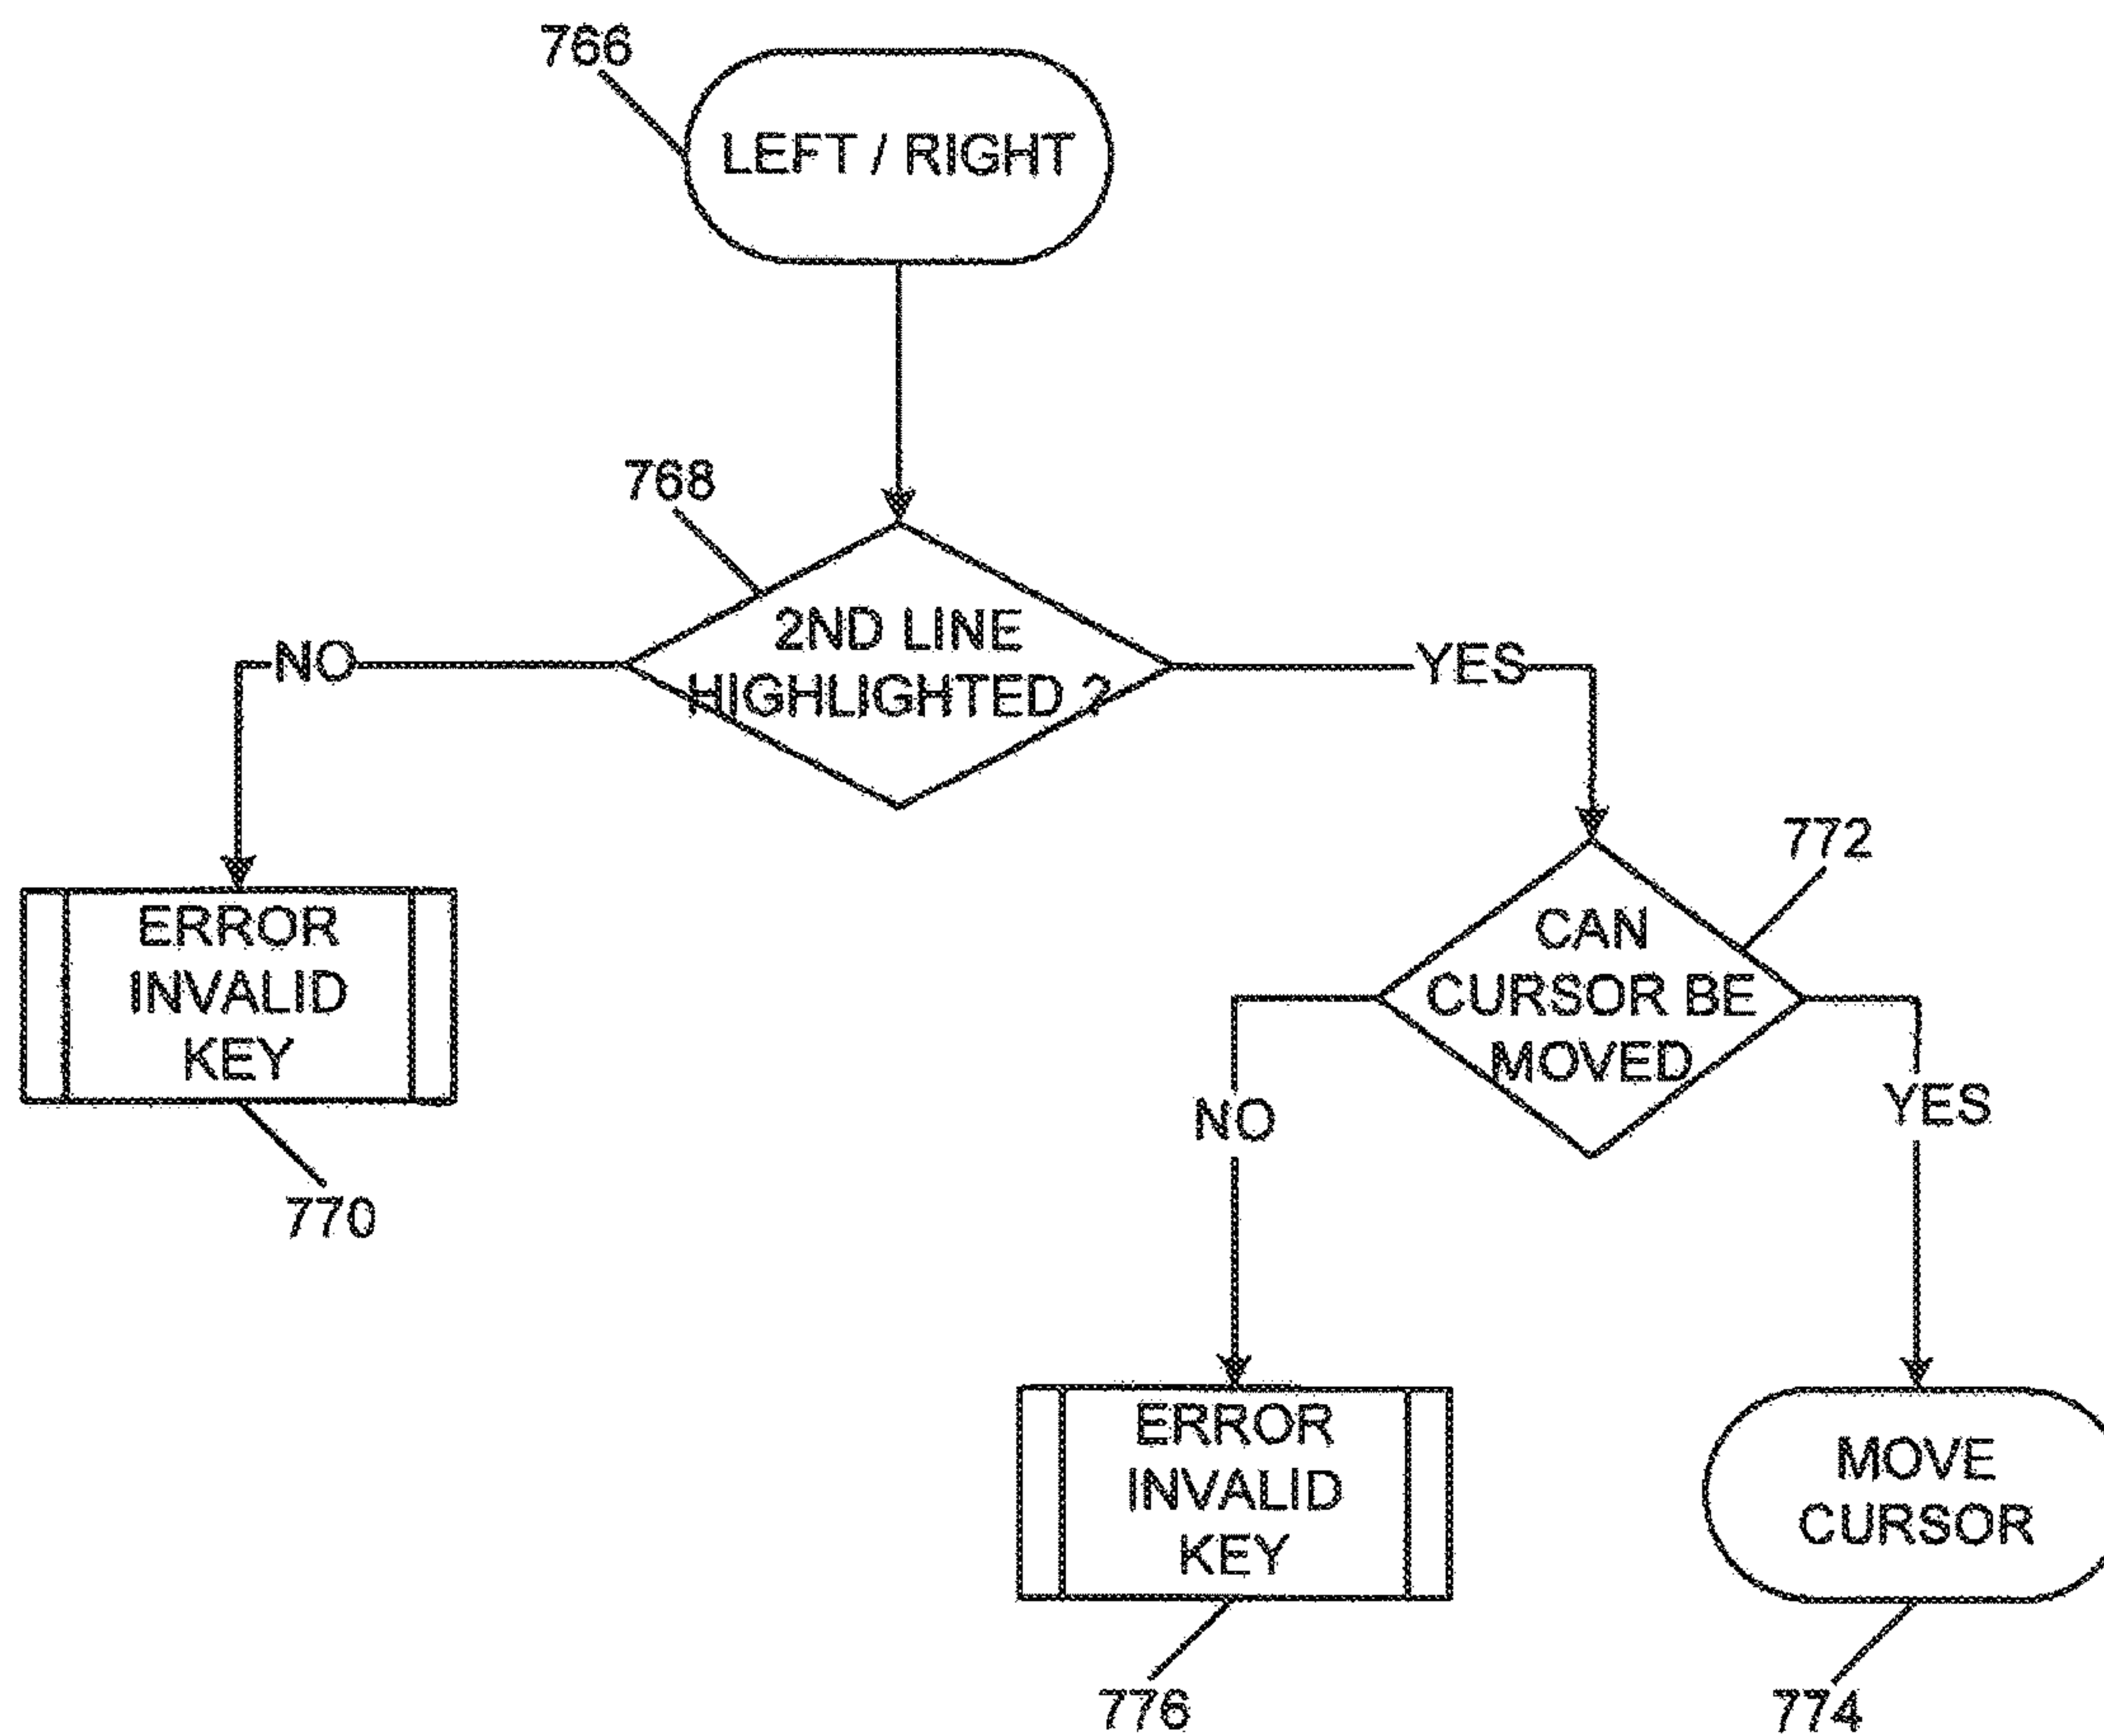 766
LEFT / RIGHT
768
2ND LINE
HIGHLIGHTED ?
NO
YES
772
ERROR
INVALID
KEY
770
CAN
CURSOR BE
MOVED
NO
YES
ERROR
INVALID
KEY
776
MOVE
CURSOR
774